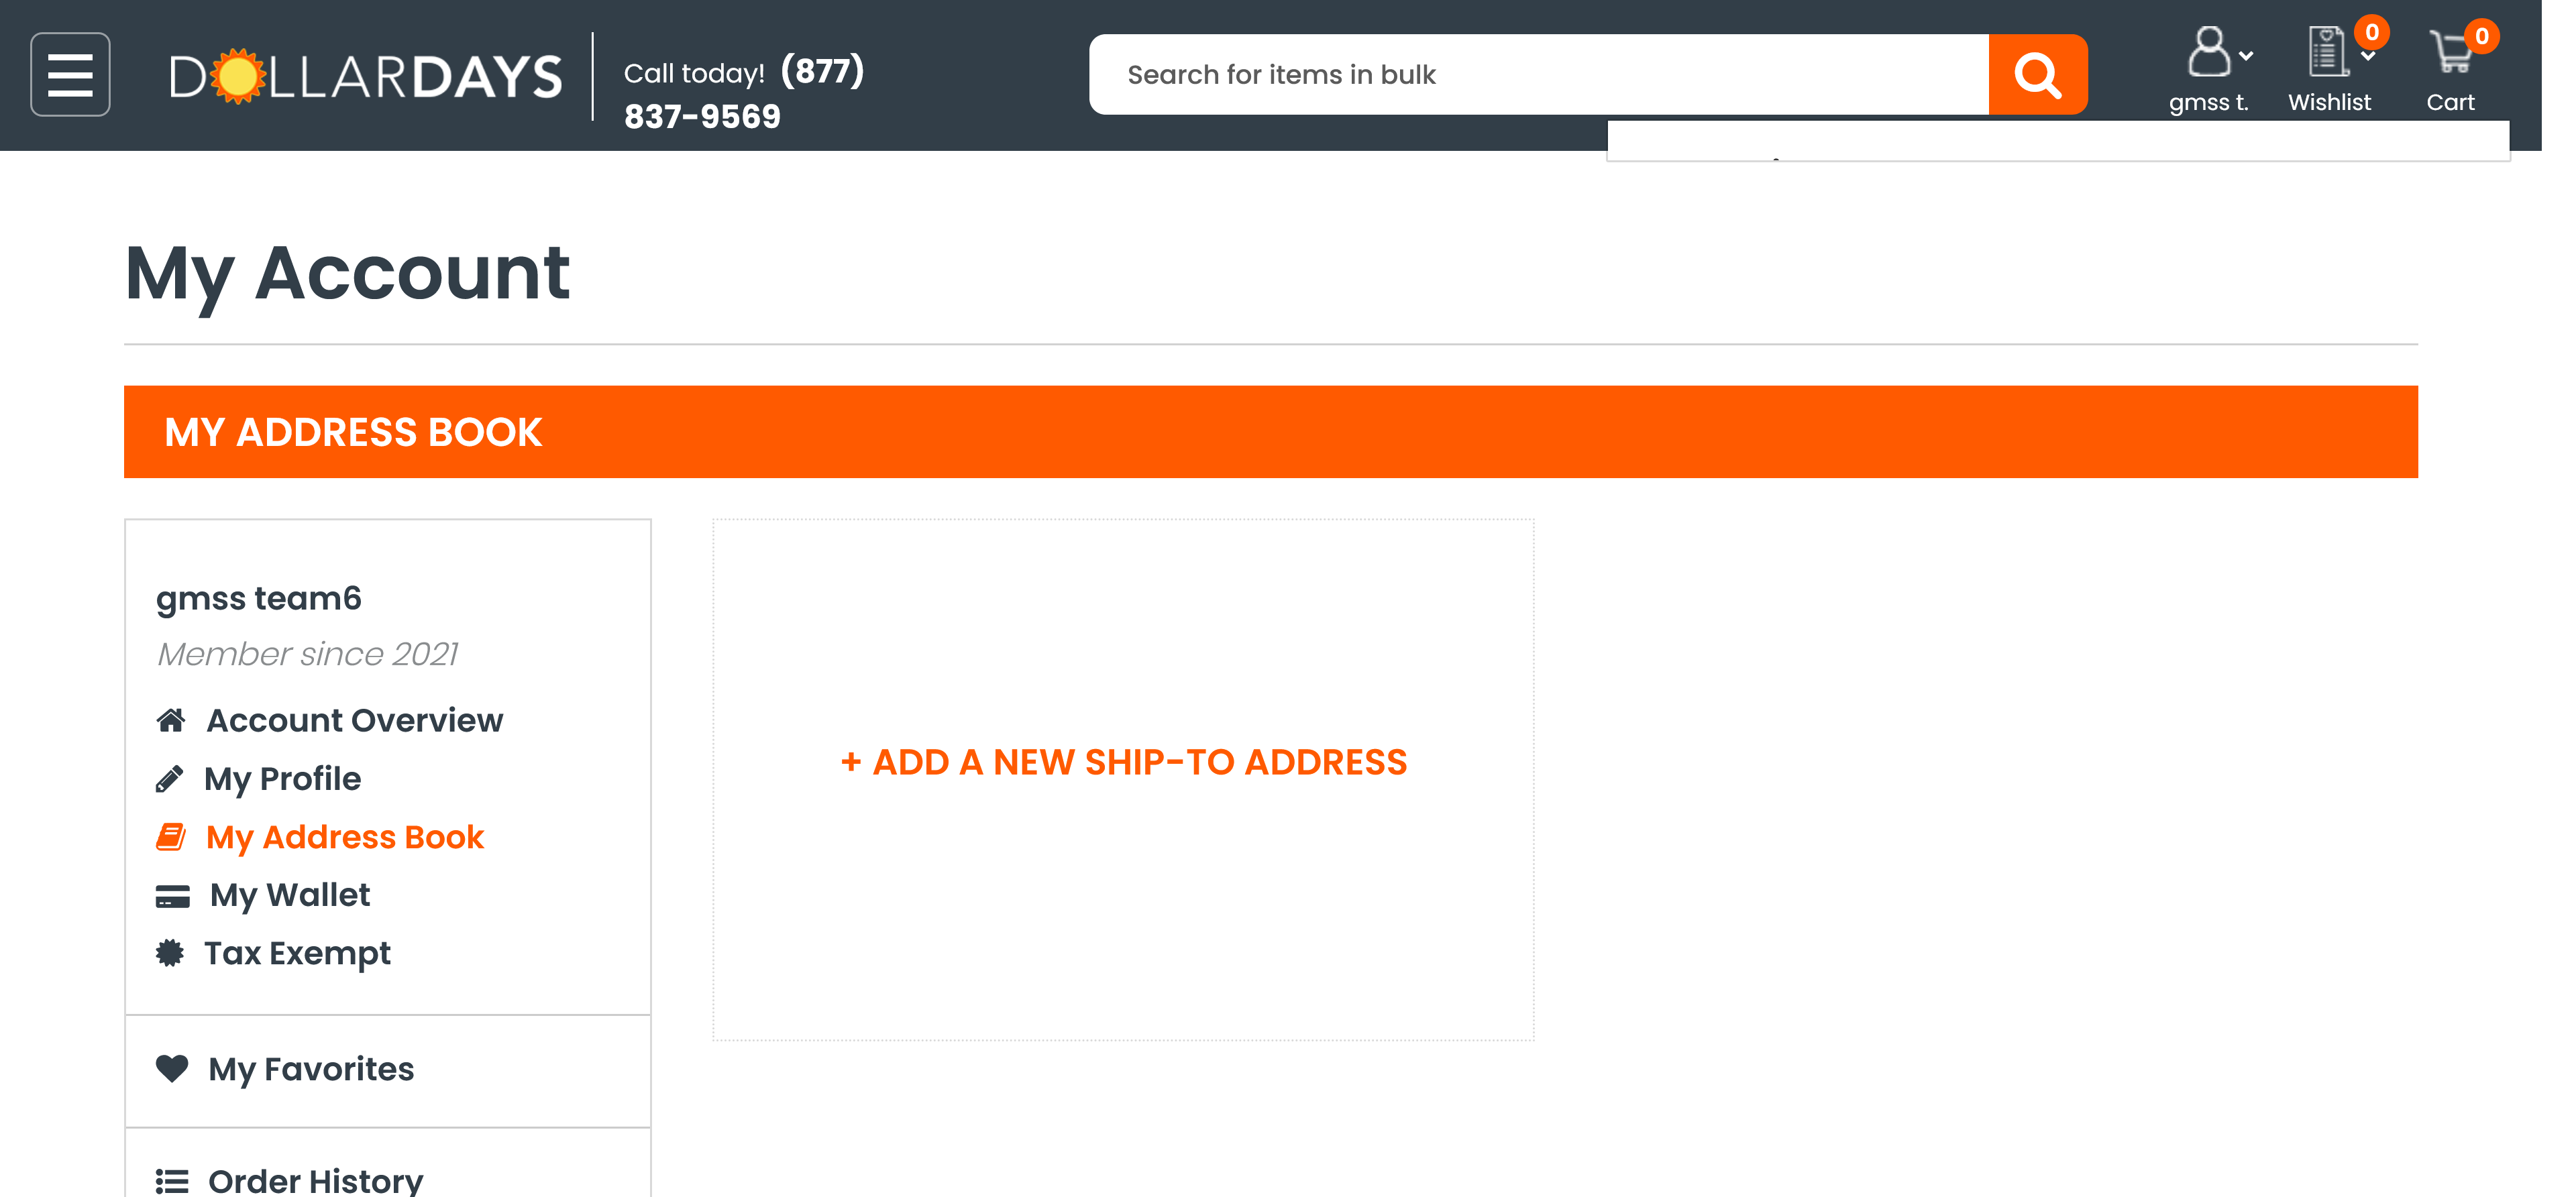 DOLLARDAYS
Call today! (877)
837-9569
Search for items in bulk
gmss t.
0
Wishlist
0
Cart
My Account
MY ADDRESS BOOK
gmss team6
Member since 2021
Account Overview
My Profile
My Address Book
My Wallet
Tax Exempt
My Favorites
Order History
+ ADD A NEW SHIP-TO ADDRESS